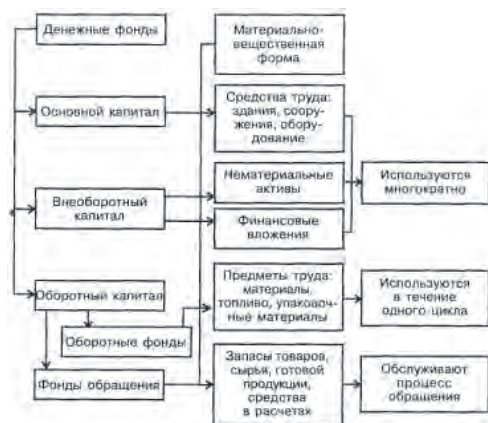 Денежные фонды
Материально-
вещественная
форма
Основной капитал
Средства труда:
здания, соору-
жения, обору-
дование
Внеоборотный
капитал
Нематериальные
активы
Финансовые
вложения
Используются
многократно
Оборотный капитал
Оборотные фонды
Предметы труда:
материалы,
топливо, упаковоч-
ные материалы
Используются
в течение
одного цикла
Фонды обращения
Запасы товаров,
сырья, готовой
продукции,
средства
в расчетах
Обслуживают
процесс
обращения